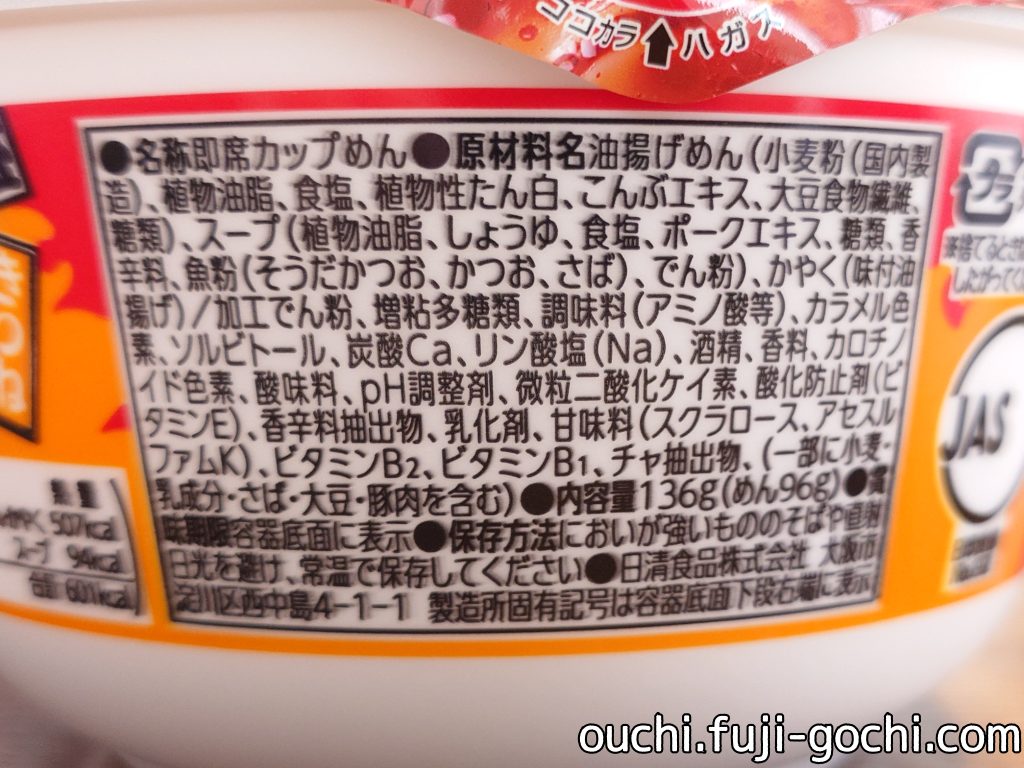 ココカラ ハガス
●名称即席カップめん●原材料名油揚げめん(小麦粉(国内製
造)、植物油脂、食塩、植物性たん白、こんぶエキス、大豆食物繊維、
糖類)、スープ(植物油脂、しょうゆ、食塩、ポークエキス、糖類、香
辛料、魚粉(そうだかつお、かつお、さば)、でん粉)、かやく(味付油
揚げ)/加工でん粉、増粘多糖類、調味料(アミノ酸等)、カラメル色
素、ソルビトール、炭酸Ca、リン酸塩(Na)、酒精、香料、カロチノ
イド色素、酸味料、pH調整剤、微粒二酸化ケイ素、酸化防止剤(ビ
タミンE)、香辛料抽出物、乳化剤、甘味料(スクラロース、アセスル
ファムK)、ビタミンB2、ビタミンB1、チャ抽出物、(一部に小麦・
乳成分・さば・大豆・豚肉を含む)●内容量136g(めん96g)●賞
味期限容器底面に表示●保存方法においが強いもののそばや直射
日光を避け、常温で保存してください●日清食品株式会社 大阪市
淀川区西中島4-1-1 製造所固有記号は容器底面下段右端に表示
熱量
507kcal
スープ 94kcal
合計 601kcal
プラ
JAS
ouchi.fuji-gochi.com